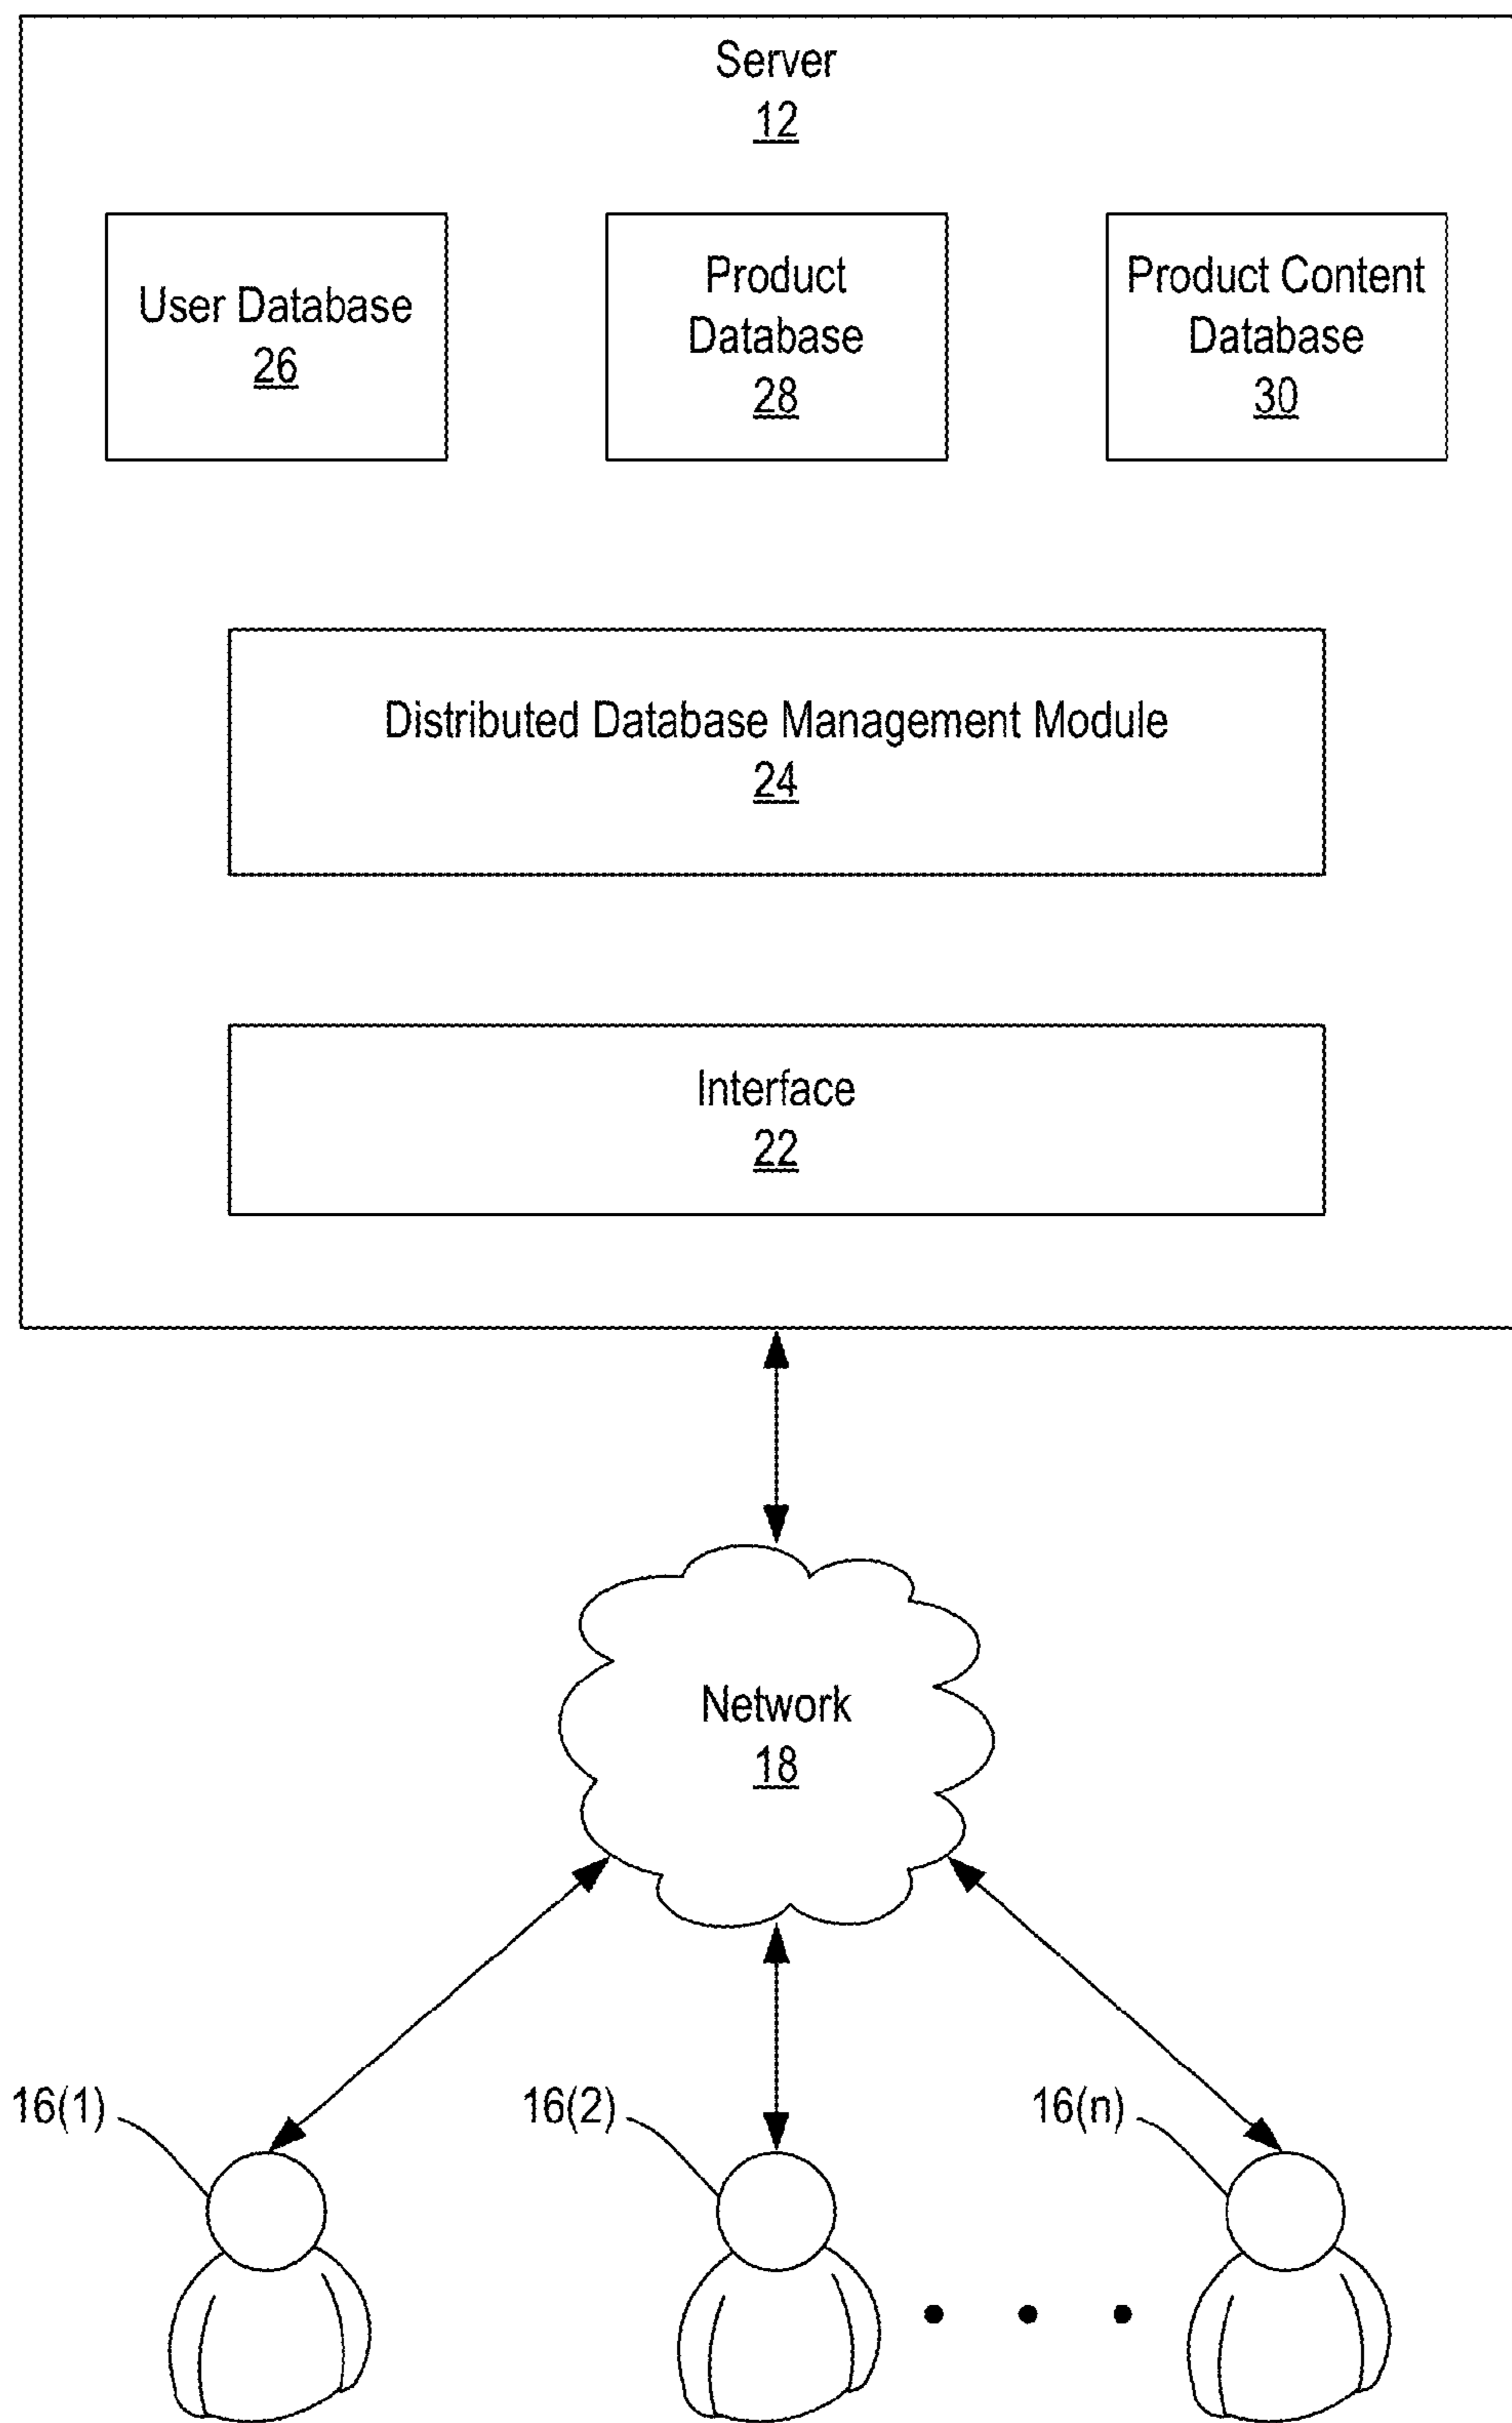 Server
12
User Database
26
Product
Database
28
Product Content
Database
30
Distributed Database Management Module
24
Interface
22
Network
18
16(1)
16(2)
16(n)